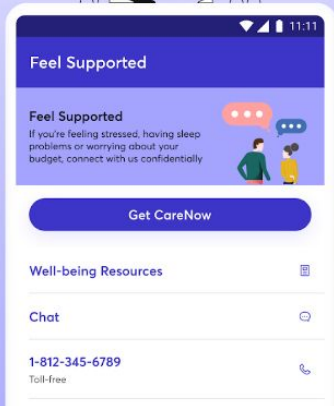 11:11
Feel Supported
Feel Supported
If you're feeling stressed, having sleep
problems or worrying about your
budget, connect with us confidentially
Get CareNow
Well-being Resources
Chat
1-812-345-6789
Toll-free